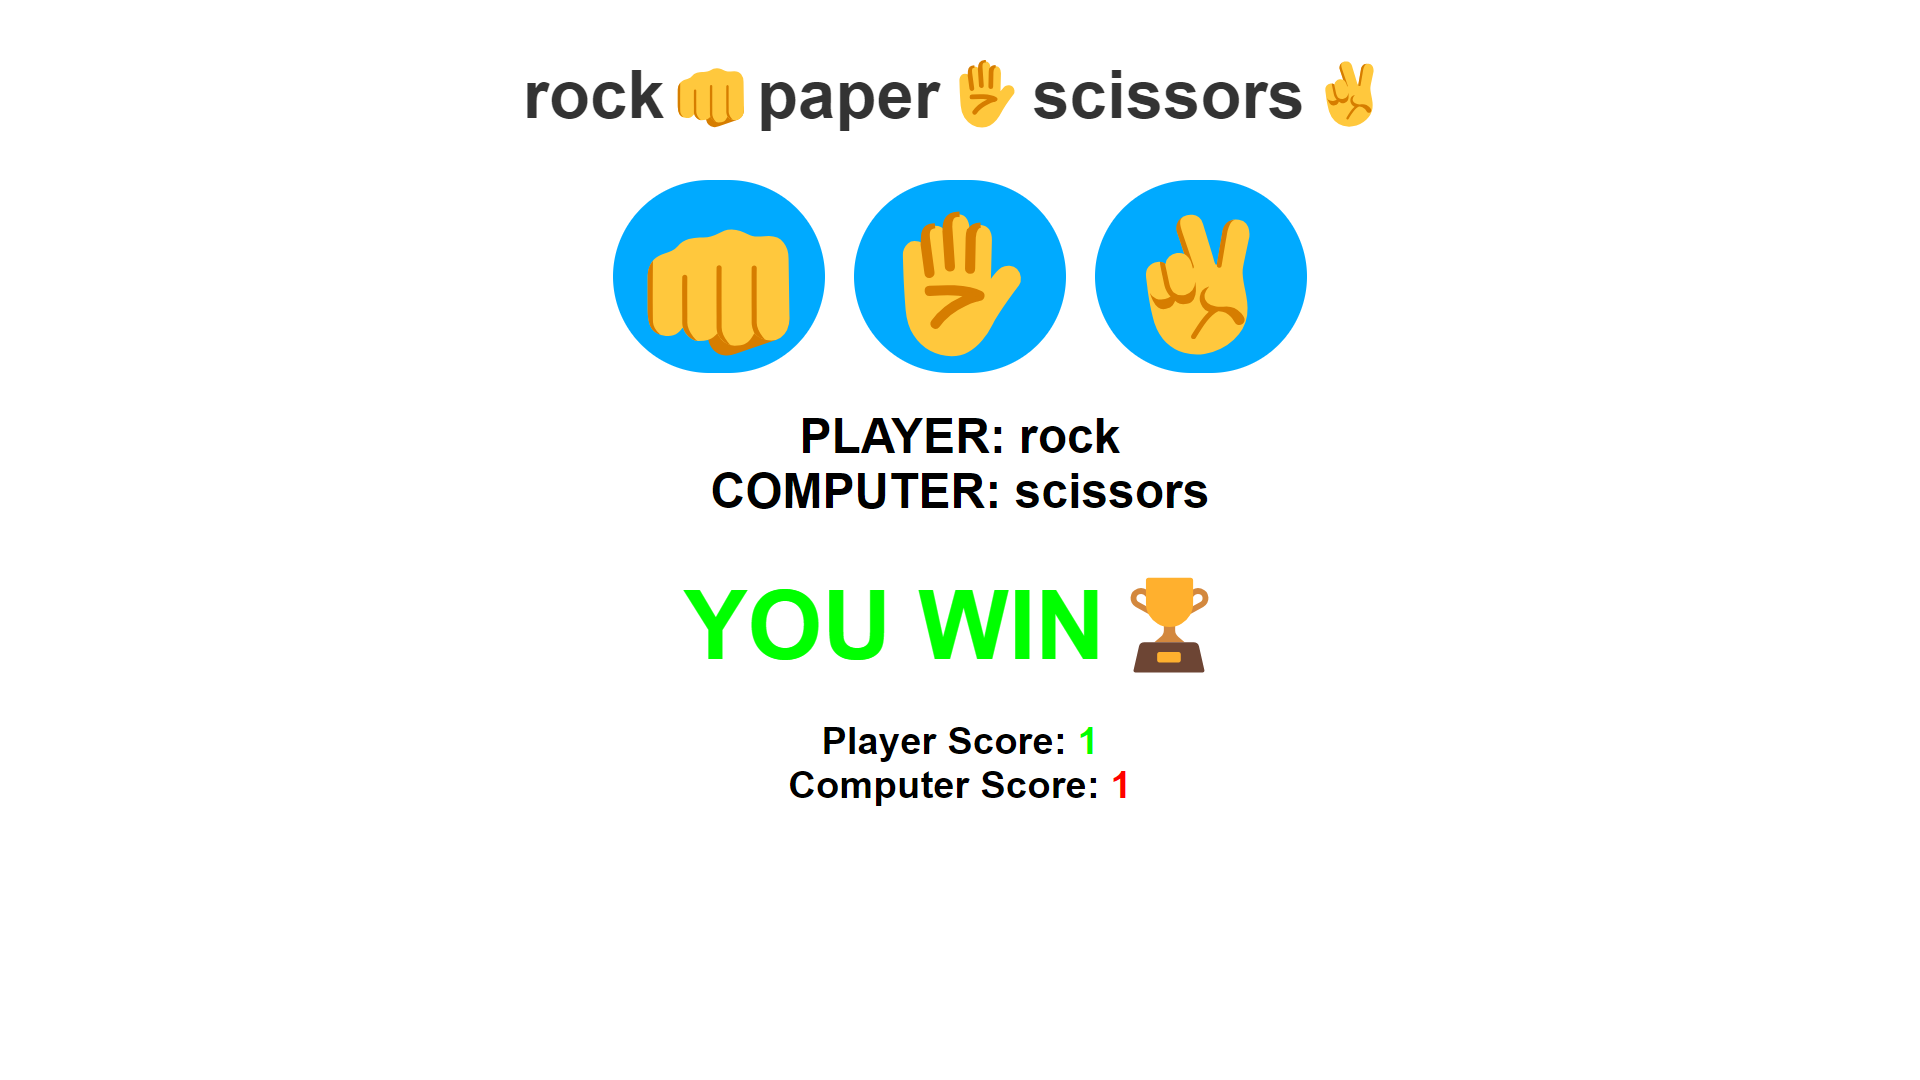 rock👊paper✋scissors✌
PLAYER: rock
COMPUTER: scissors
YOU WIN 🏆
Player Score: 1
Computer Score: 1